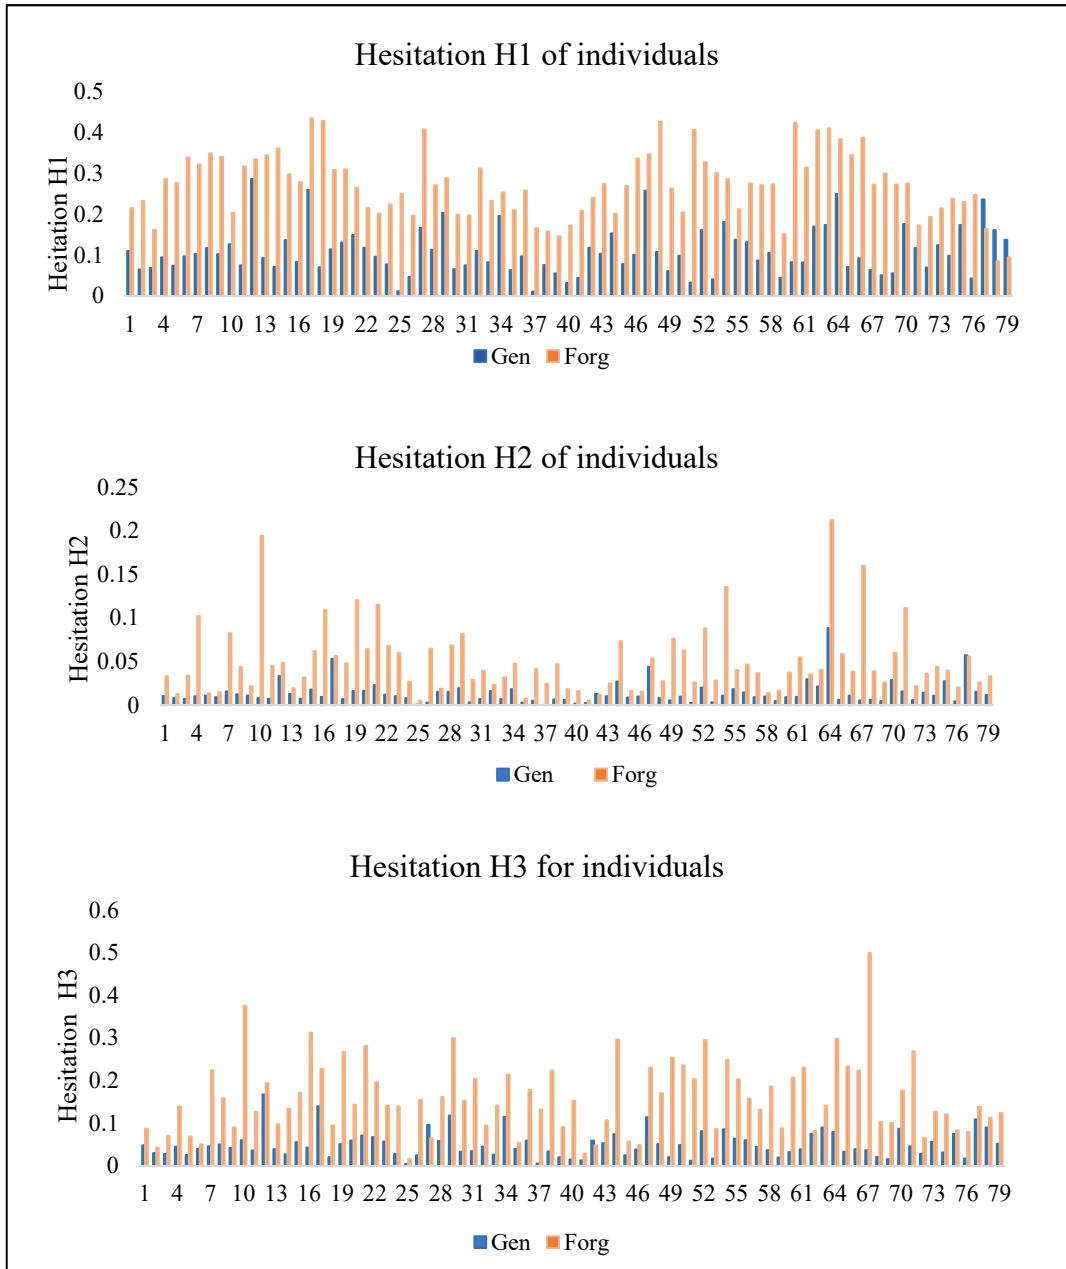 Hesitation H1 of individuals
0.5
0.4
0.3
0.2
0.1
0
Heitation H1
1 4 7 10 13 16 19 22 25 28 31 34 37 40 43 46 49 52 55 58 61 64 67 70 73 76 79
Gen Forg
Hesitation H2 of individuals
0.25
0.2
0.15
0.1
0.05
0
Hesitation H2
1 4 7 10 13 16 19 22 25 28 31 34 37 40 43 46 49 52 55 58 61 64 67 70 73 76 79
Gen Forg
Hesitation H3 for individuals
0.6
0.5
0.4
0.3
0.2
0.1
0
Hesitation H3
1 4 7 10 13 16 19 22 25 28 31 34 37 40 43 46 49 52 55 58 61 64 67 70 73 76 79
Gen Forg